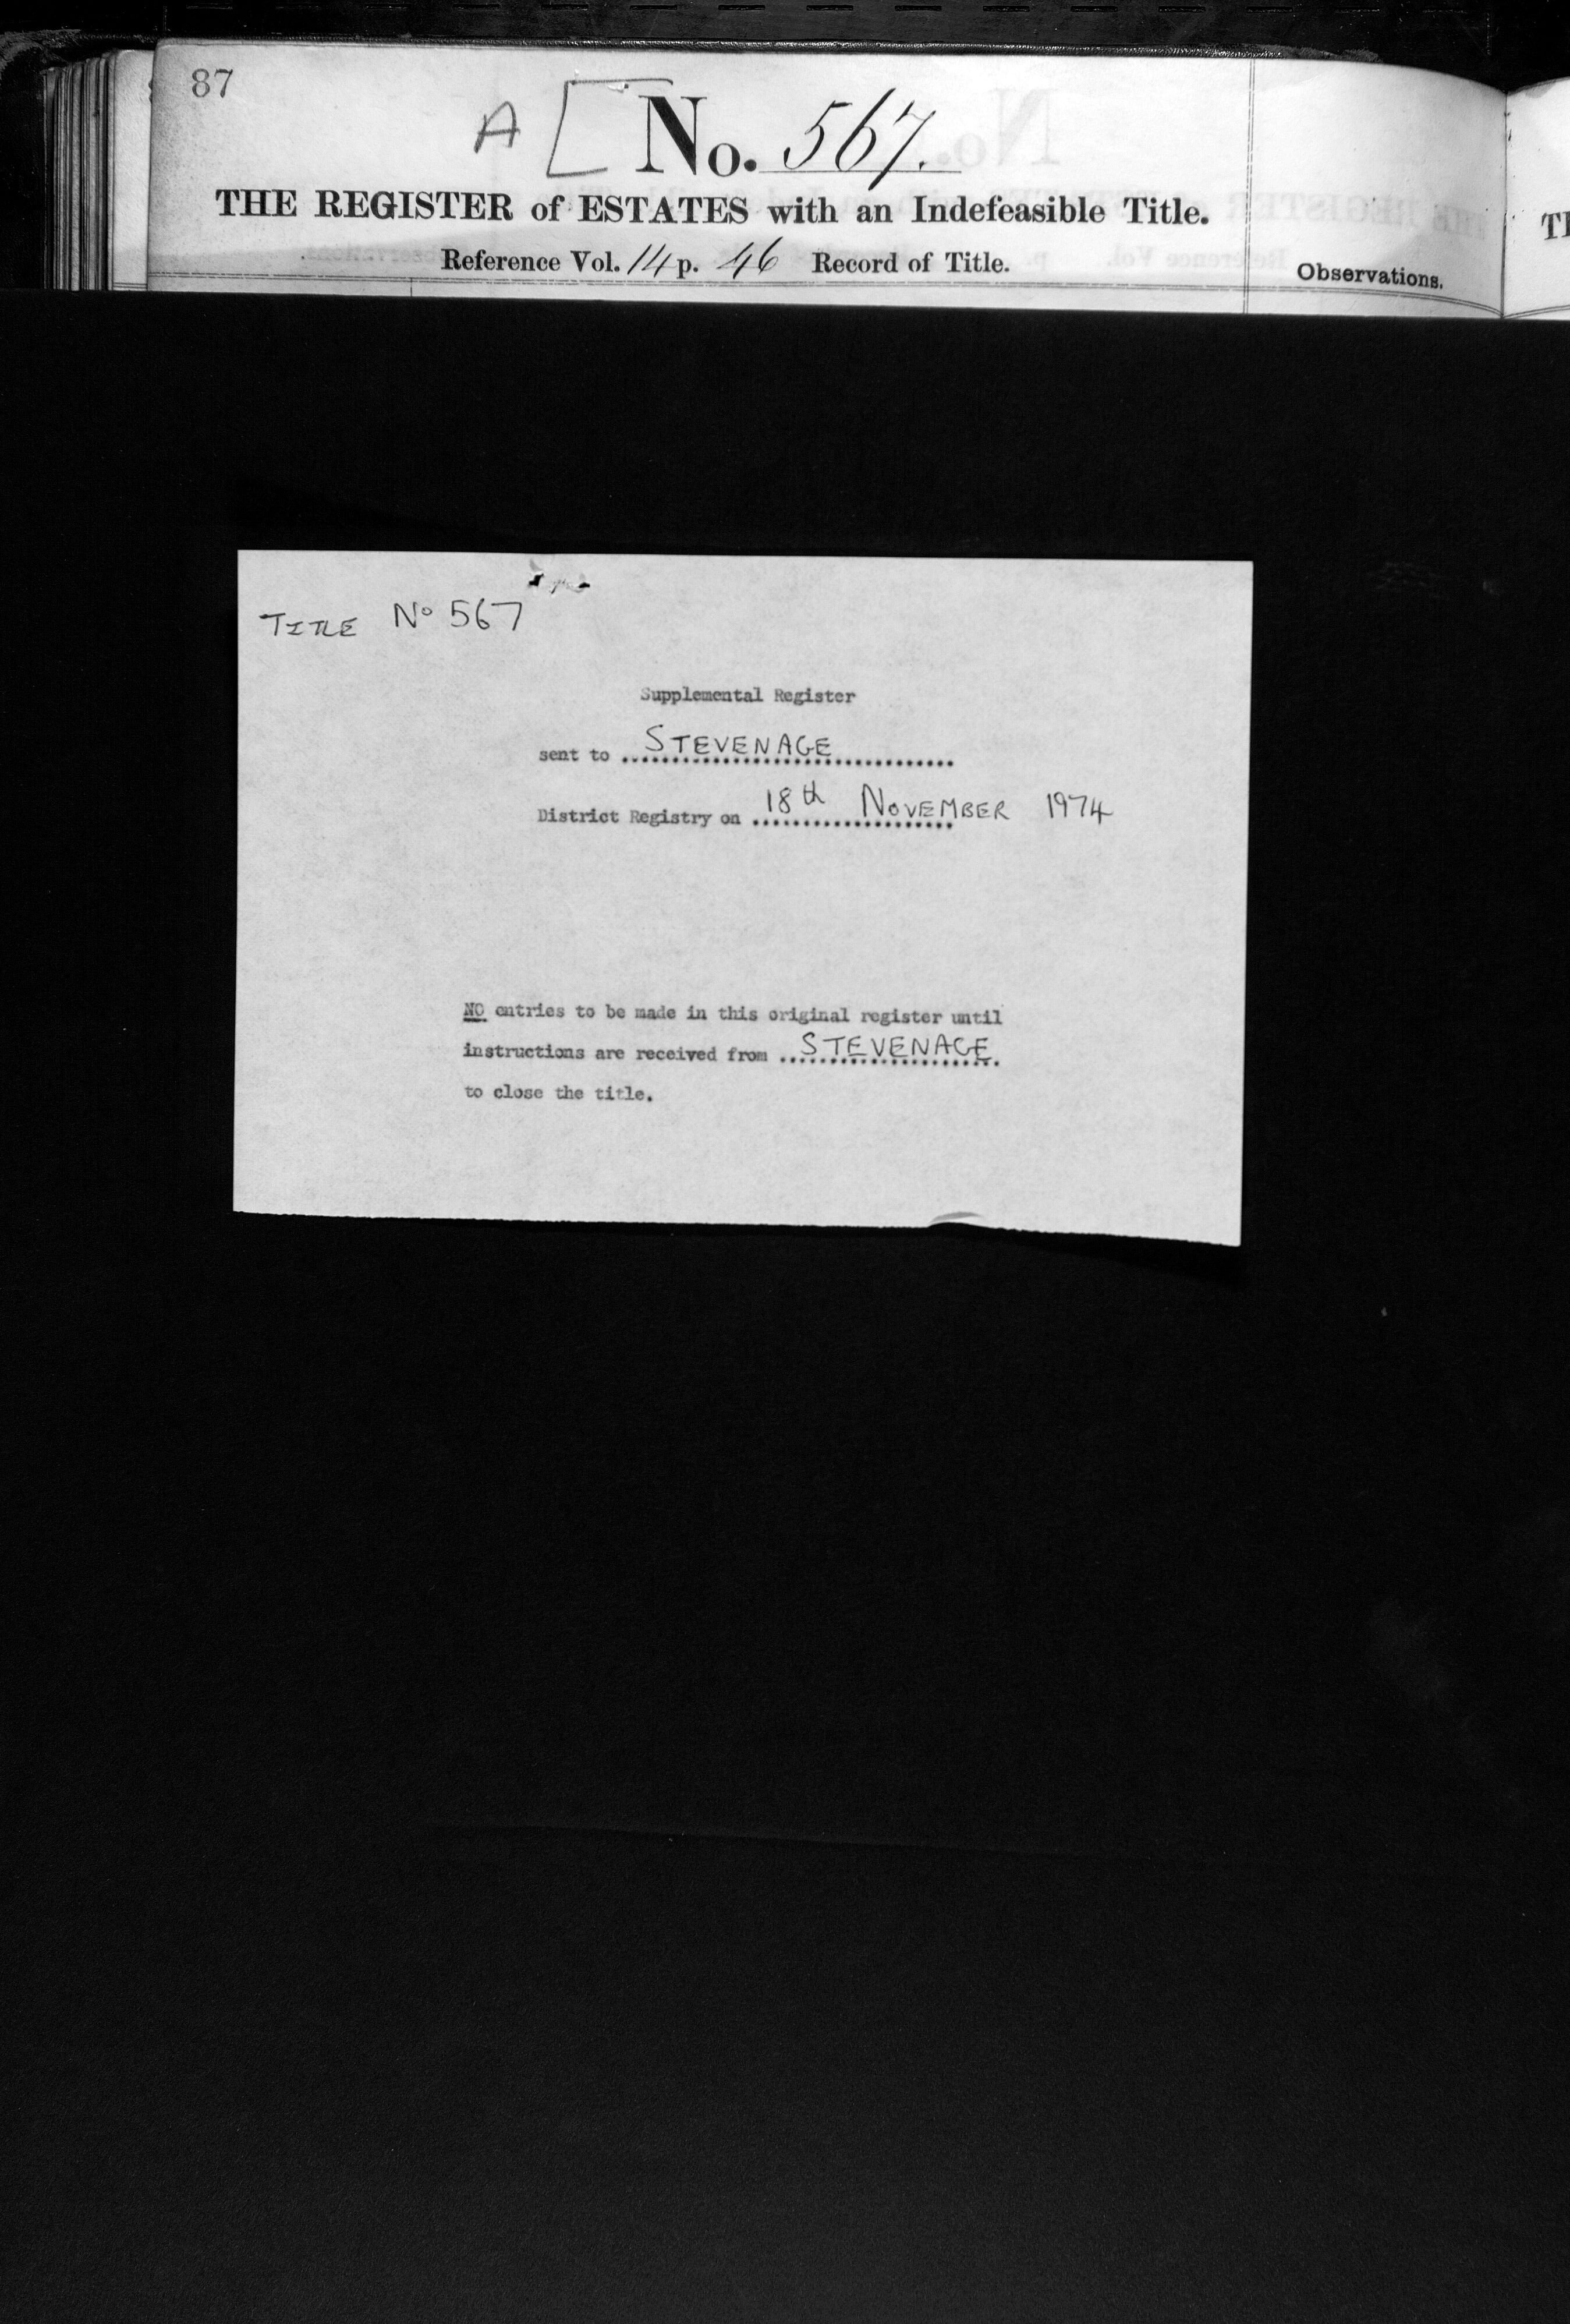 87
A [ No. 567.
THE REGISTER of ESTATES with an Indefeasible Title.
Reference Vol. 14 p. 46 Record of Title.
Observations.
TITLE No 567
Supplemental Register
sent to STEVENAGE
District Registry on 18th NOVEMBER 1974
NO entries to be made in this original register until
instructions are received from STEVENAGE.
to close the title.